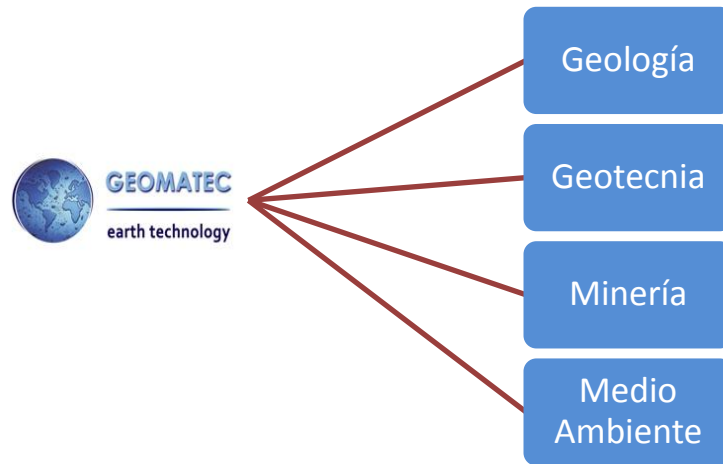 GEOMATEC
earth technology
Geología
Geotecnia
Minería
Medio
Ambiente